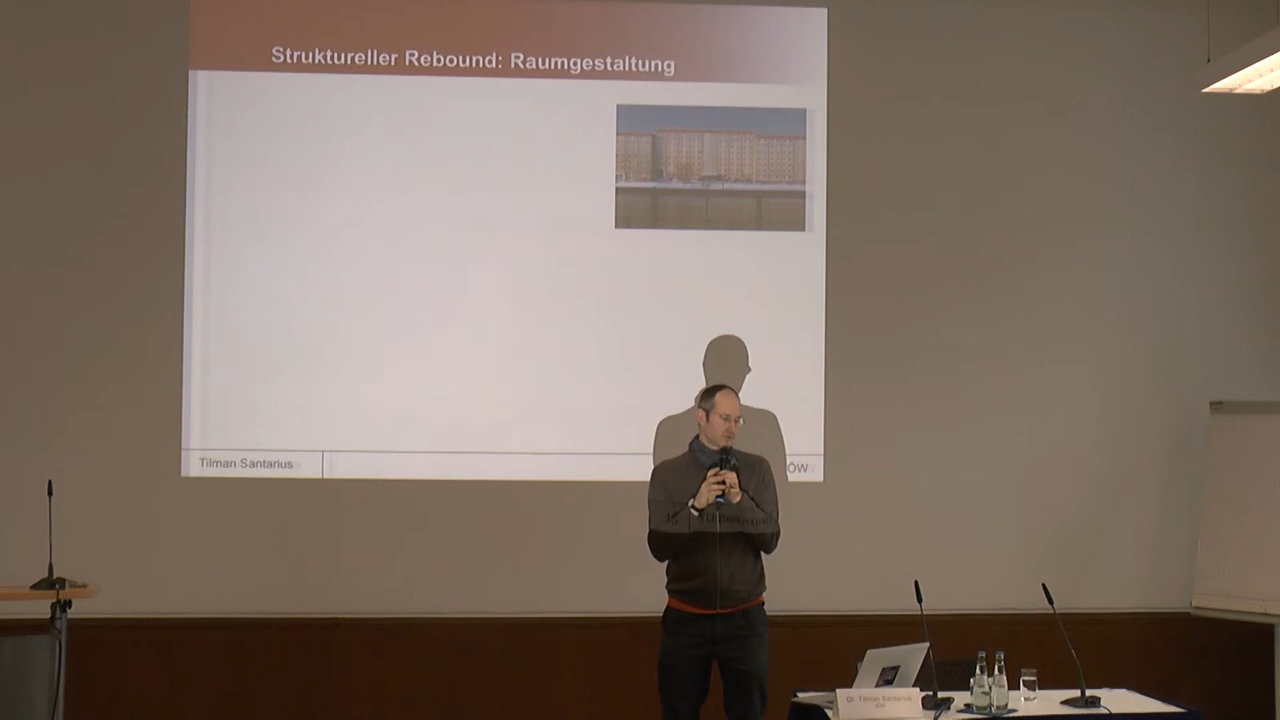 Struktureller Rebound: Raumgestaltung
Tilman Santarius
ÖW
Dr. Tilman Santarius